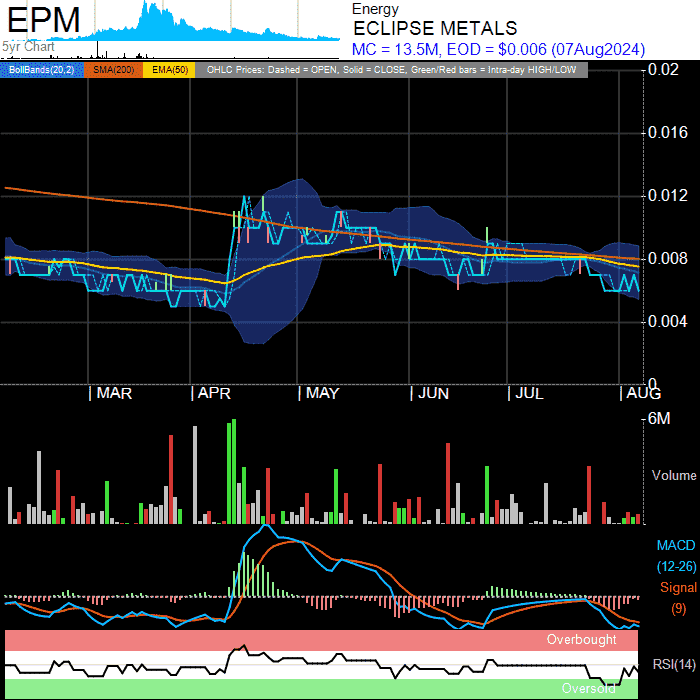 EPM
5yr Chart
Energy
ECLIPSE METALS
MC = 13.5M, EOD = $0.006 (07Aug2024)
BollBands(20,2) SMA(200) EMA(50) OHLC Prices: Dashed = OPEN, Solid = CLOSE, Green/Red bars = Intra-day HIGH/LOW
0.02
0.016
0.012
0.008
0.004
0
| MAR | APR | MAY | JUN | JUL | AUG
6M
Volume
MACD
(12-26)
Signal
(9)
Overbought
RSI(14)
Oversold